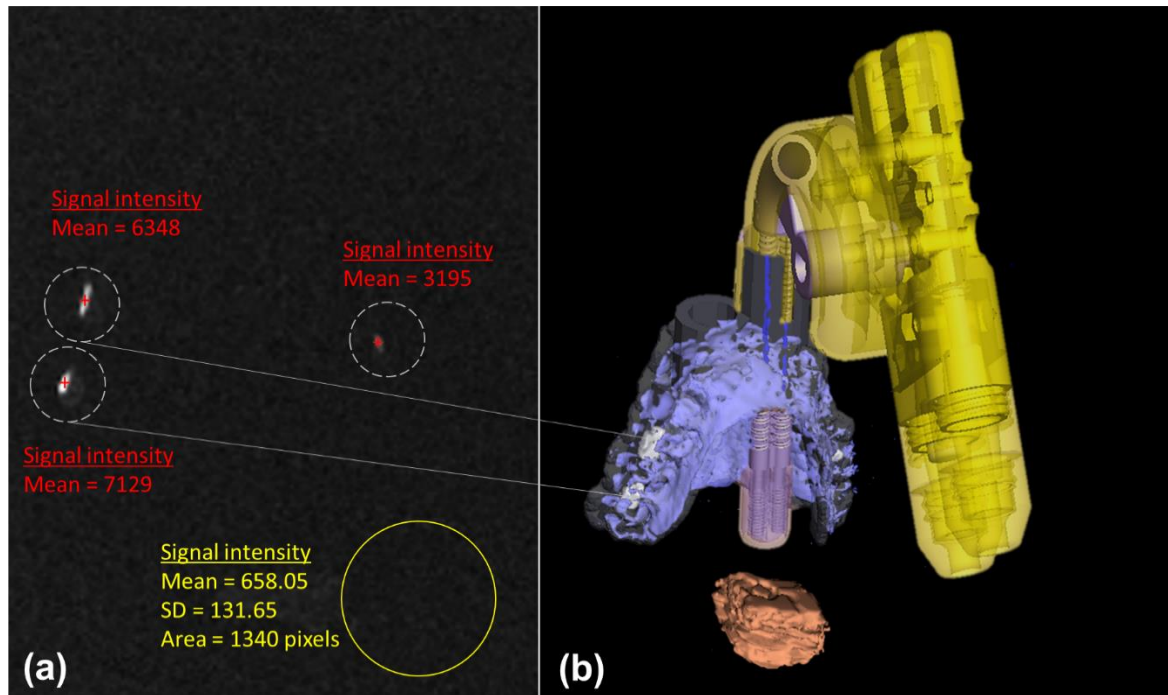 Signal intensity
Mean = 6348
Signal intensity
Mean = 3195
Signal intensity
Mean = 7129
Signal intensity
Mean = 658.05
SD = 131.65
Area = 1340 pixels
(a)
(b)